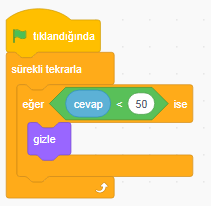 tıklandığında
sürekli tekrarla
eğer cevap < 50 ise
gizle